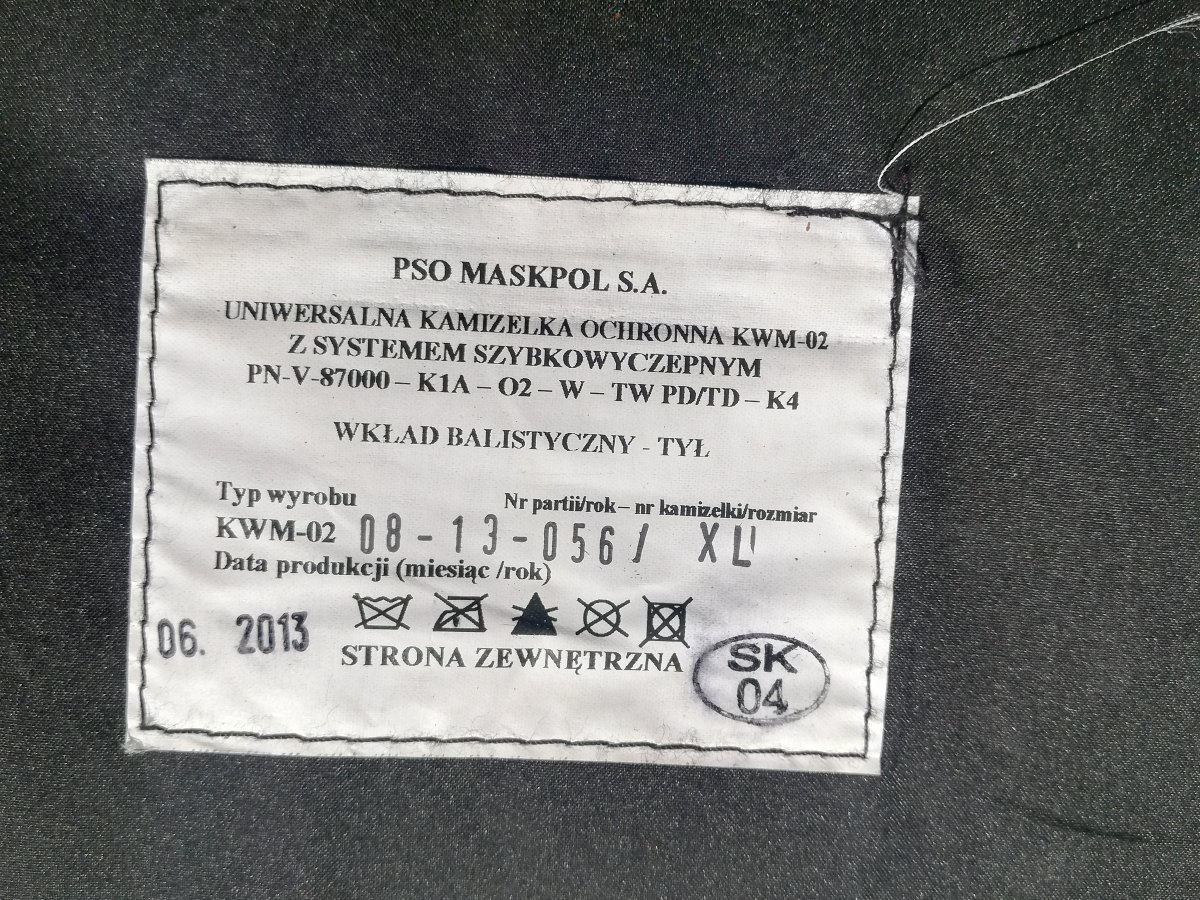 PSO MASKPOL S.A.
UNIWERSALNA KAMIZELKA OCHRONNA KWM-02
Z SYSTEMEM SZYBKOWYCZEPNYM
PN-V-87000 – K1A – O2 – W – TW PD/TD – K4
WKŁAD BALISTYCZNY - TYŁ
Typ wyrobu Nr partii/rok – nr kamizelki/rozmiar
KWM-02 08-13-056/ XL
Data produkcji (miesiąc /rok)
06. 2013
STRONA ZEWNĘTRZNA
SK
04